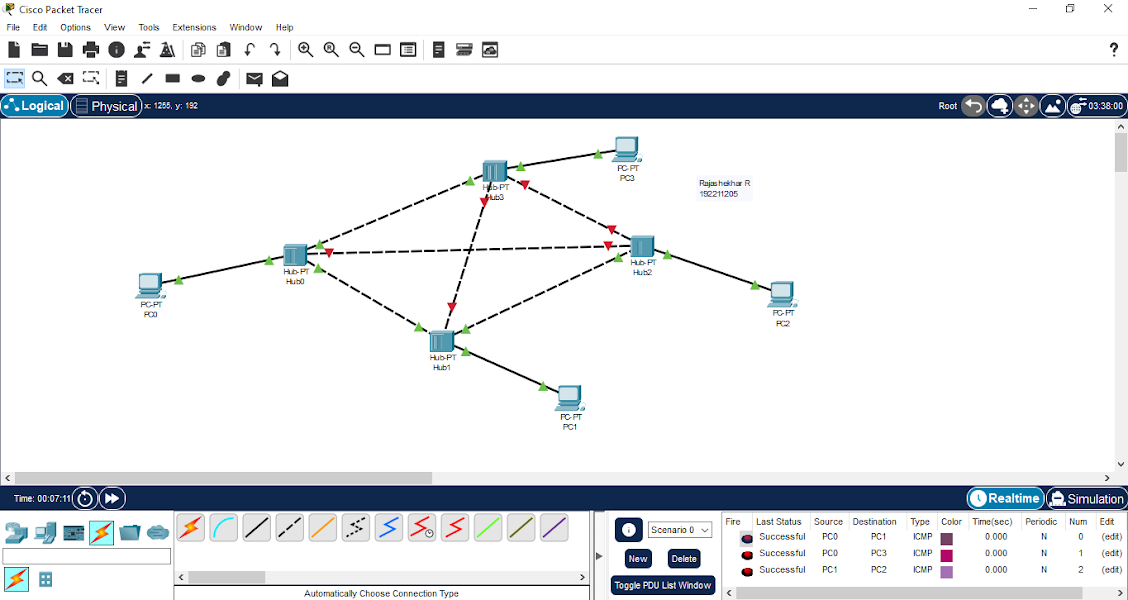 Cisco Packet Tracer
File Edit Options View Tools Extensions Window Help
?
Logical Physical x: 1255, y: 192 Root 03:38:00
PC-PT
PC3
Hub-PT
Hub3
Rajashekhar R
192211205
Hub-PT
Hub2
Hub-PT
Hub0
PC-PT
PC0
PC-PT
PC2
Hub-PT
Hub1
PC-PT
PC1
Time: 00:07:11 Realtime Simulation
Scenario 0
New Delete
Toggle PDU List Window
Fire Last Status Source Destination Type Color Time(sec) Periodic Num Edit
Successful PC0 PC1 ICMP 0.000 N 0 (edit)
Successful PC0 PC3 ICMP 0.000 N 1 (edit)
Successful PC1 PC2 ICMP 0.000 N 2 (edit)
Automatically Choose Connection Type